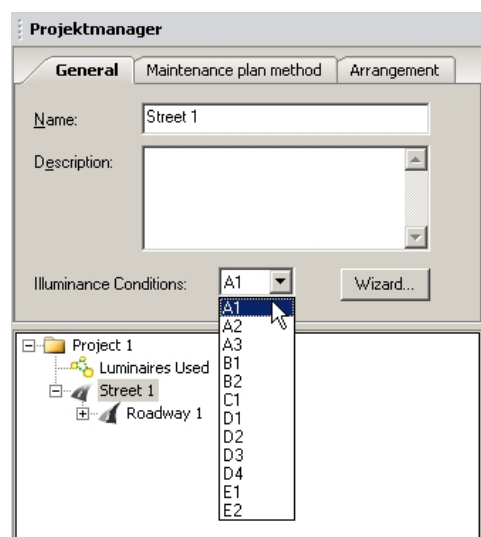 Projektmanager
General Maintenance plan method Arrangement
Name: Street 1
Description:
Illuminance Conditions: A1 Wizard...
A1
A2
A3
B1
B2
C1
D1
D2
D3
D4
E1
E2
Project 1
Luminaires Used
Street 1
Roadway 1